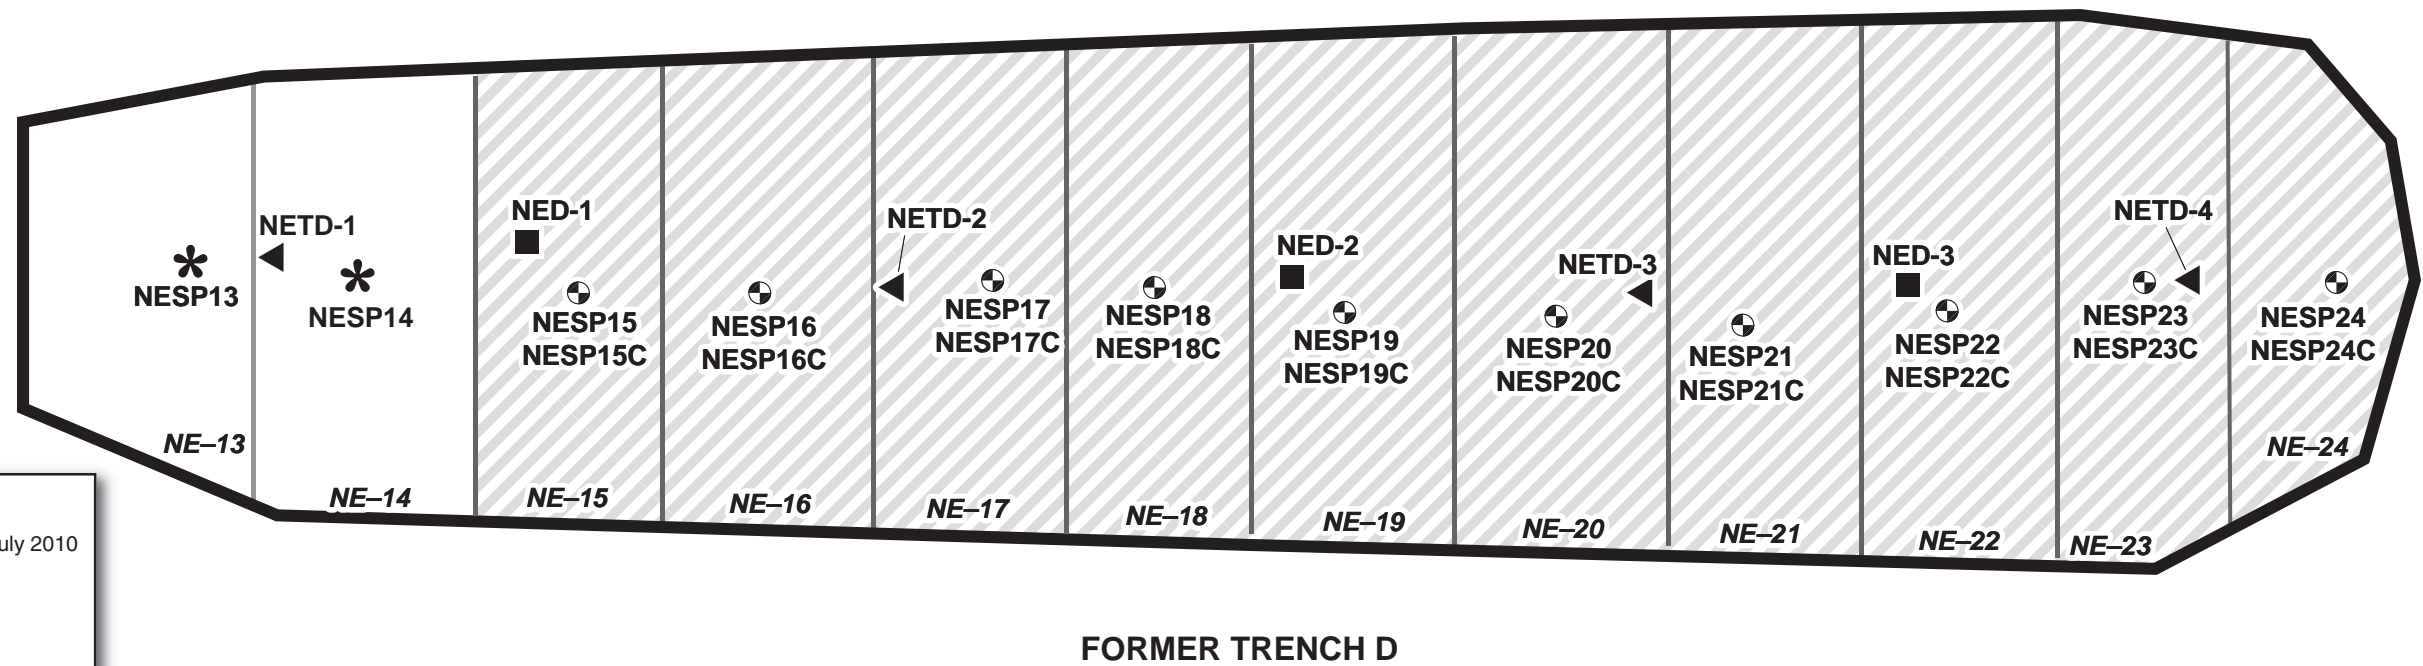 NETD-1
NESP13
NESP14
NE–13
NE–14
NED-1
NESP15
NESP15C
NE–15
NESP16
NESP16C
NE–16
NETD-2
NESP17
NESP17C
NE–17
NESP18
NESP18C
NE–18
NED-2
NESP19
NESP19C
NE–19
NETD-3
NESP20
NESP20C
NE–20
NESP21
NESP21C
NE–21
NED-3
NESP22
NESP22C
NE–22
NETD-4
NESP23
NESP23C
NE–23
NESP24
NESP24C
NE–24
2010
FORMER TRENCH D